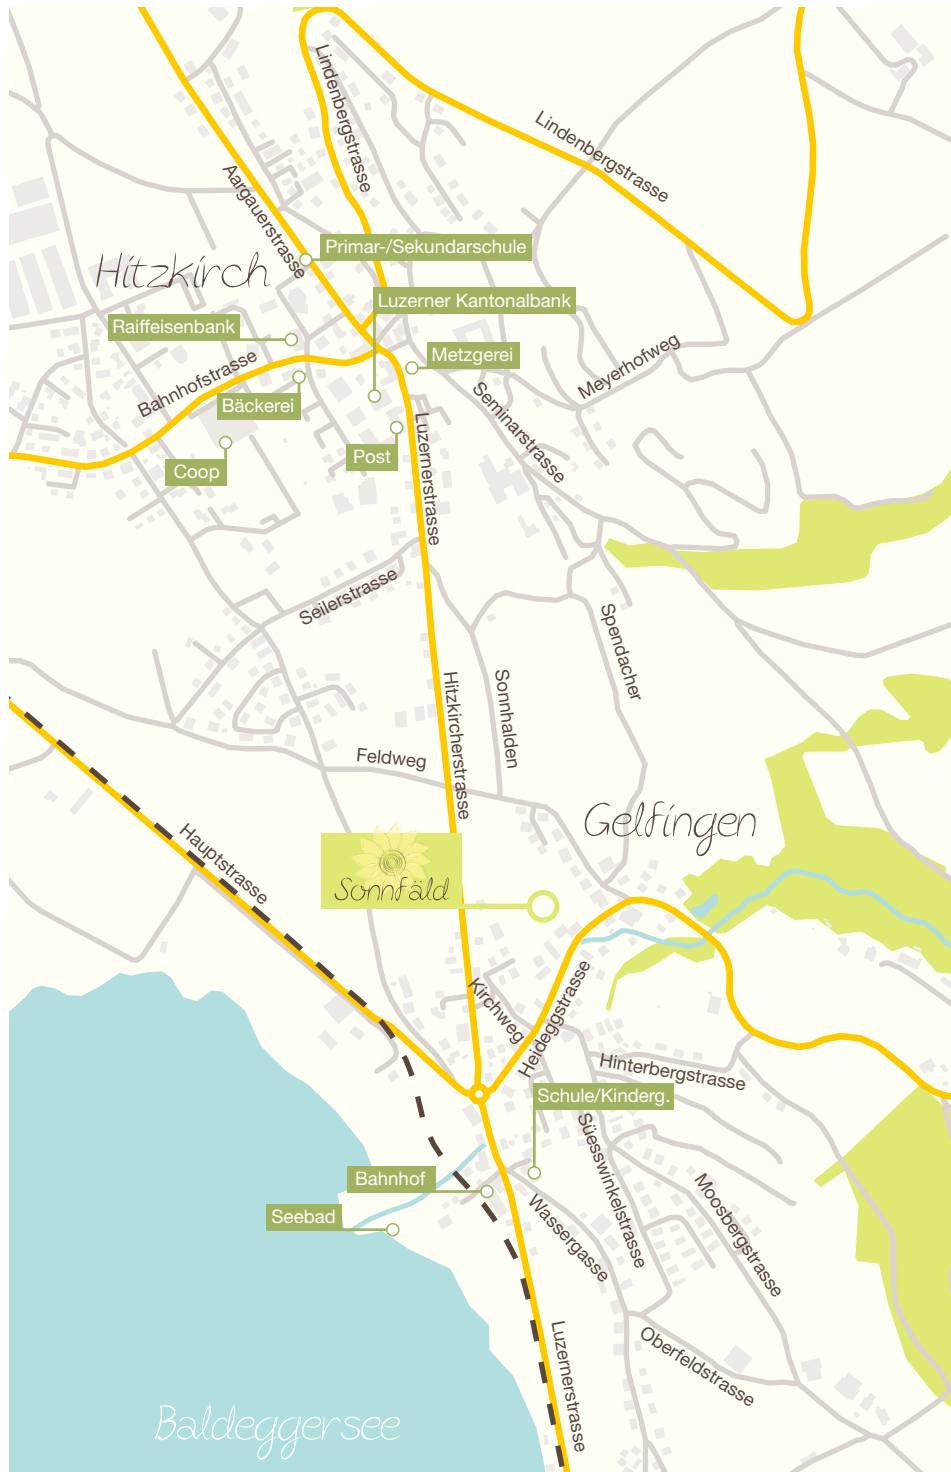 Lindenbergstrasse
Lindenbergstrasse
Aargauerstrasse
Primar-/Sekundarschule
Hitzkirch
Luzerner Kantonalbank
Raiffeisenbank
Metzgerei
Bahnhofstrasse
Meyerhofweg
Bäckerei
Seminarstrasse
Luzernerstrasse
Post
Coop
Seilerstrasse
Spendacher
Sonnhalden
Hitzkircherstrasse
Feldweg
Gelfingen
Hauptstrasse
Sonnfäld
Kirchweg
Heideggstrasse
Hinterbergstrasse
Schule/Kinderg.
Süesswinkelstrasse
Bahnhof
Moosbergstrasse
Wassergasse
Seebad
Luzernerstrasse
Oberfeldstrasse
Baldeggersee